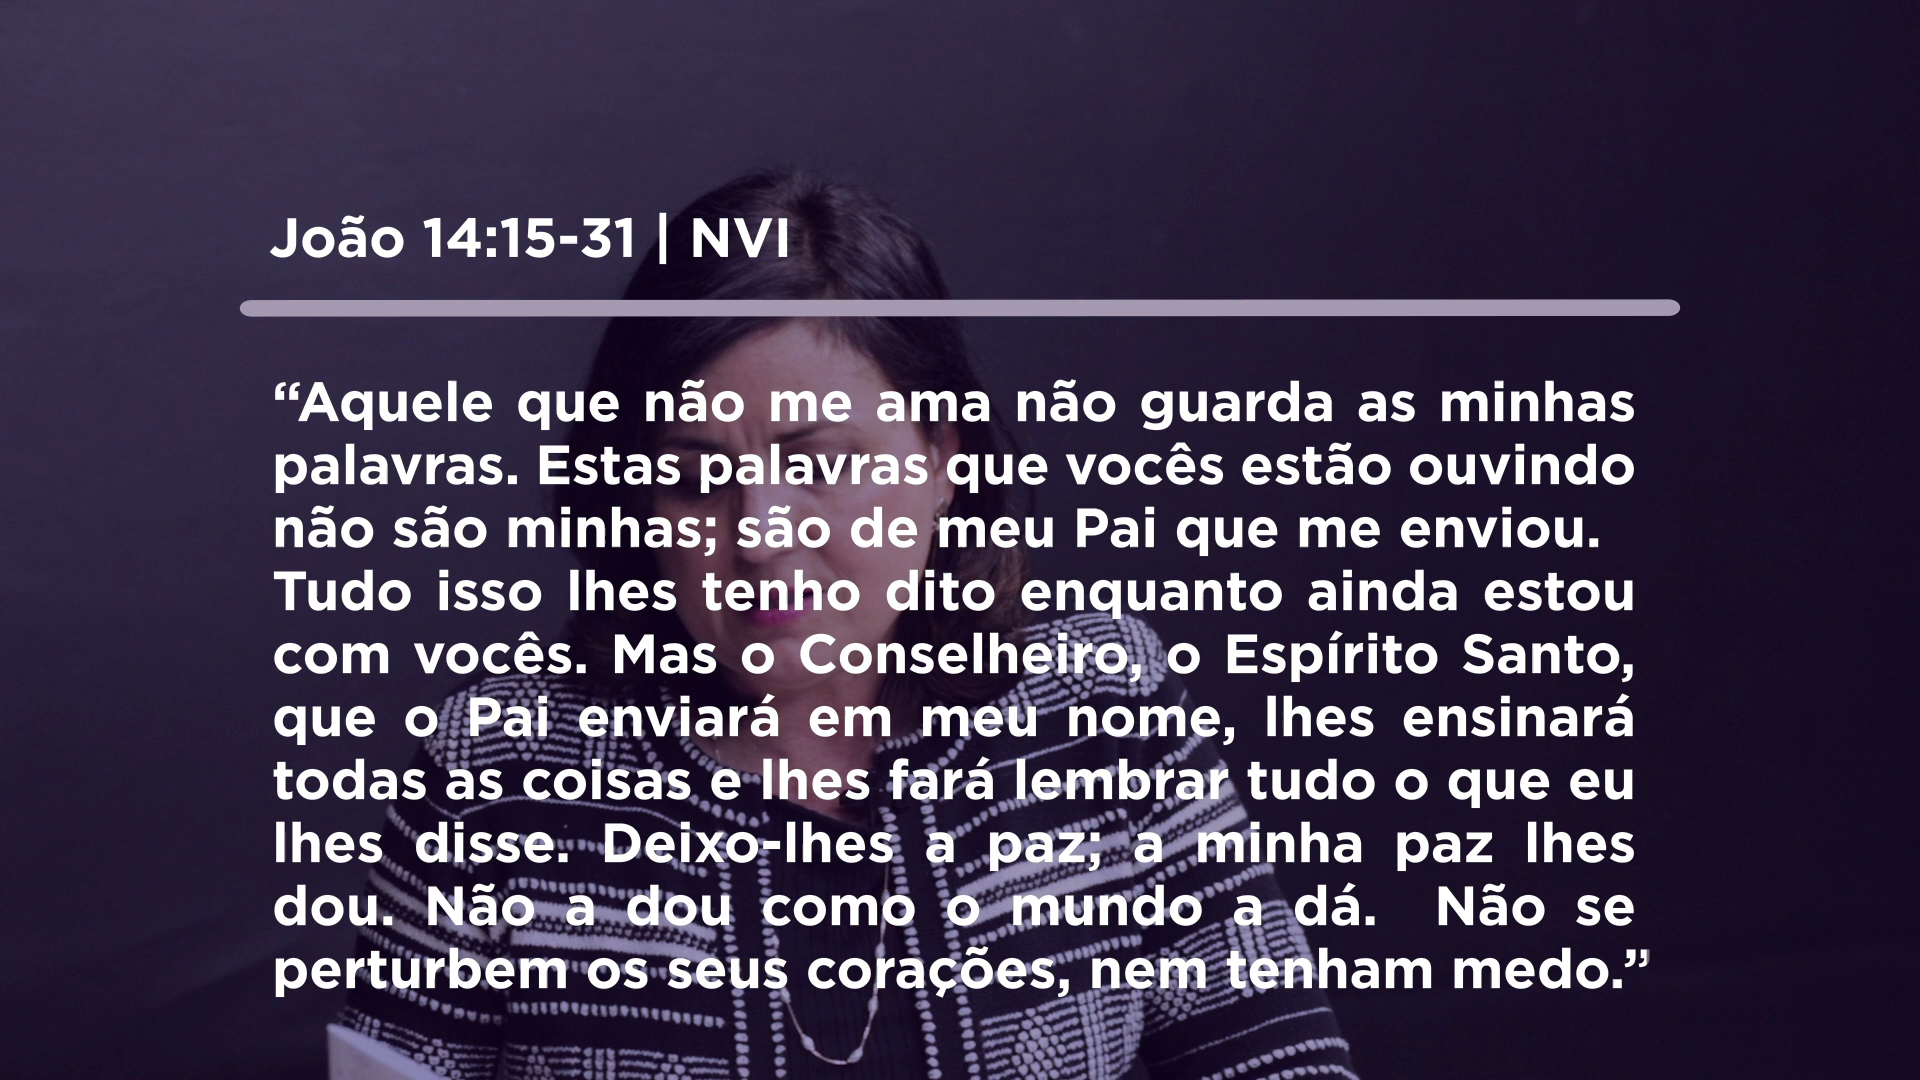 João 14:15-31 | NVI
“Aquele que não me ama não guarda as minhas
palavras. Estas palavras que vocês estão ouvindo
não são minhas; são de meu Pai que me enviou.
Tudo isso lhes tenho dito enquanto ainda estou
com vocês. Mas o Conselheiro, o Espírito Santo,
que o Pai enviará em meu nome, lhes ensinará
todas as coisas e lhes fará lembrar tudo o que eu
lhes disse. Deixo-lhes a paz; a minha paz lhes
dou. Não a dou como o mundo a dá.  Não se
perturbem os seus corações, nem tenham medo.”